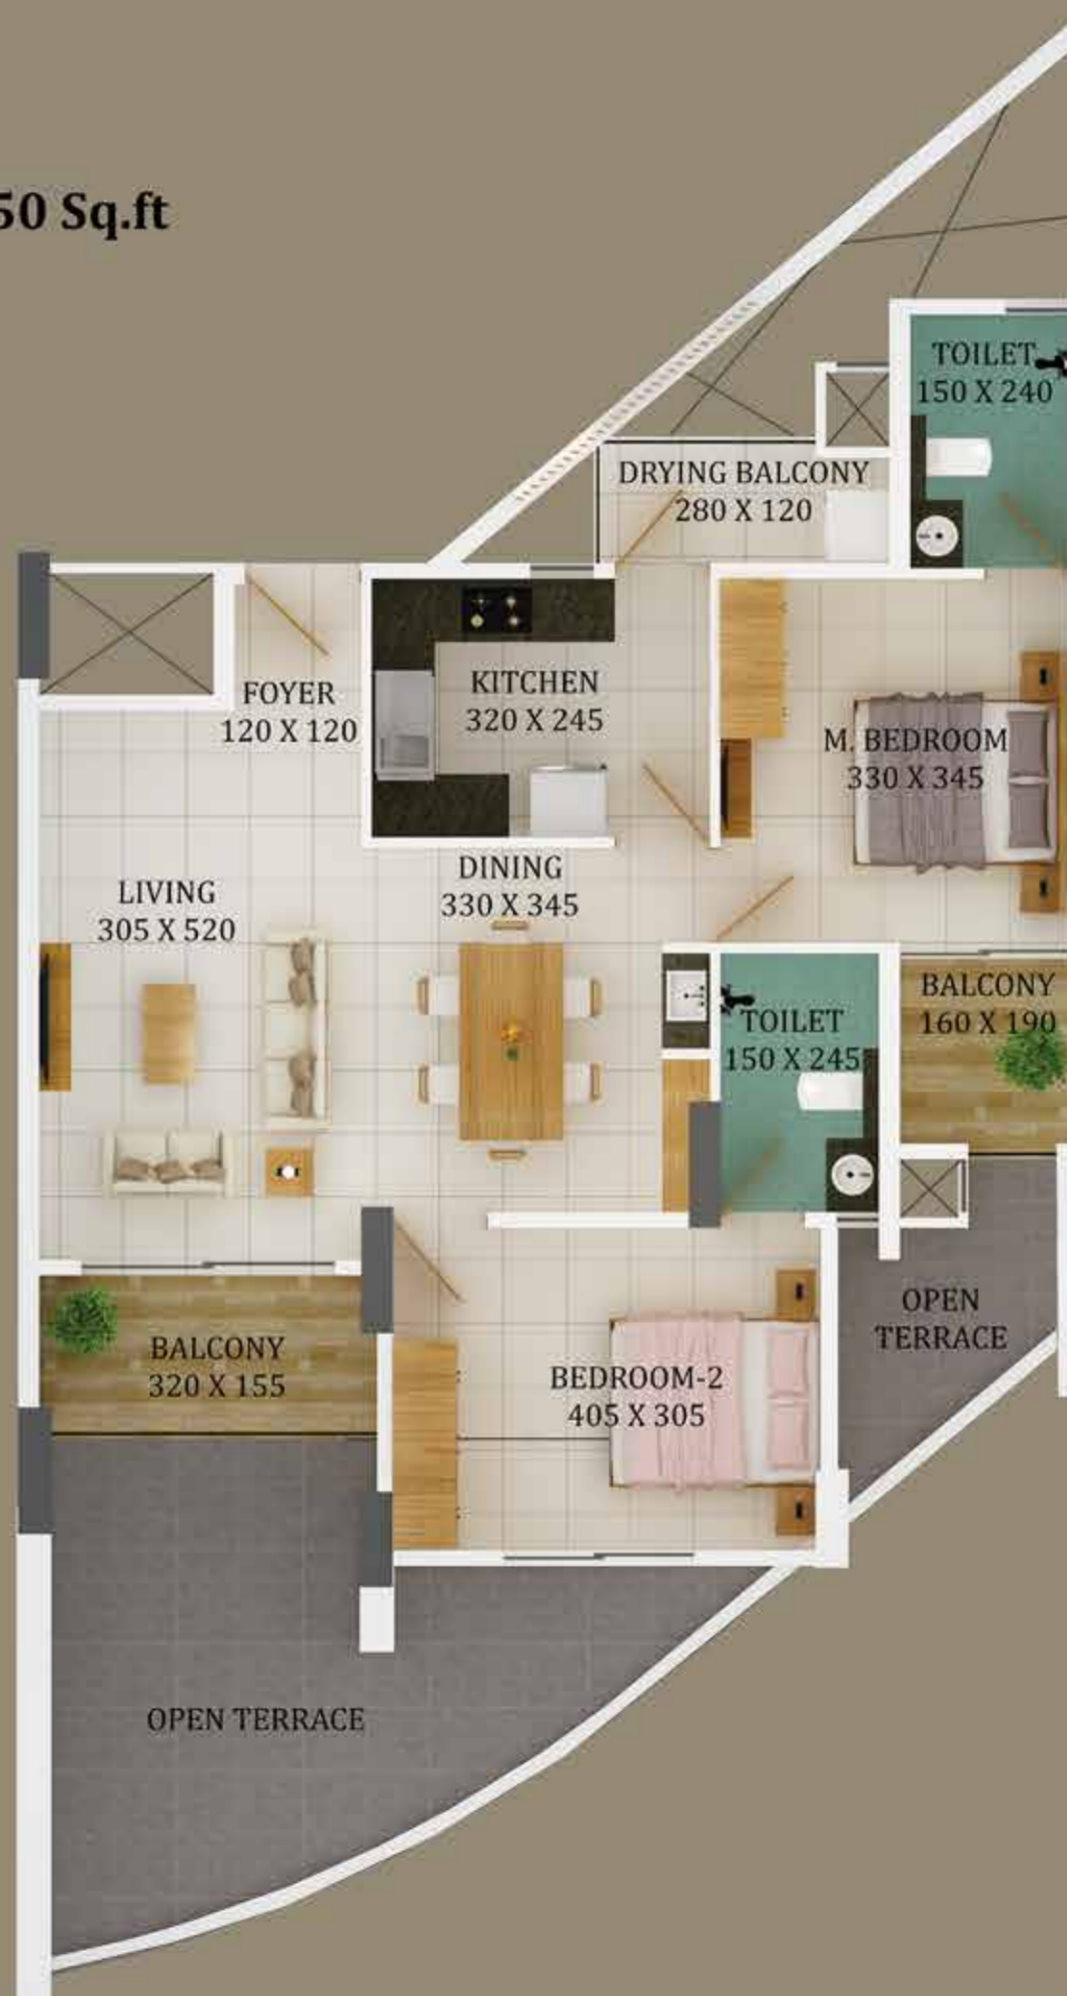 50 Sq.ft
TOILET
150 X 240
DRYING BALCONY
280 X 120
FOYER
120 X 120
KITCHEN
320 X 245
M. BEDROOM
330 X 345
DINING
330 X 345
LIVING
305 X 520
BALCONY
160 X 190
TOILET
150 X 245
OPEN
TERRACE
BALCONY
320 X 155
BEDROOM-2
405 X 305
OPEN TERRACE